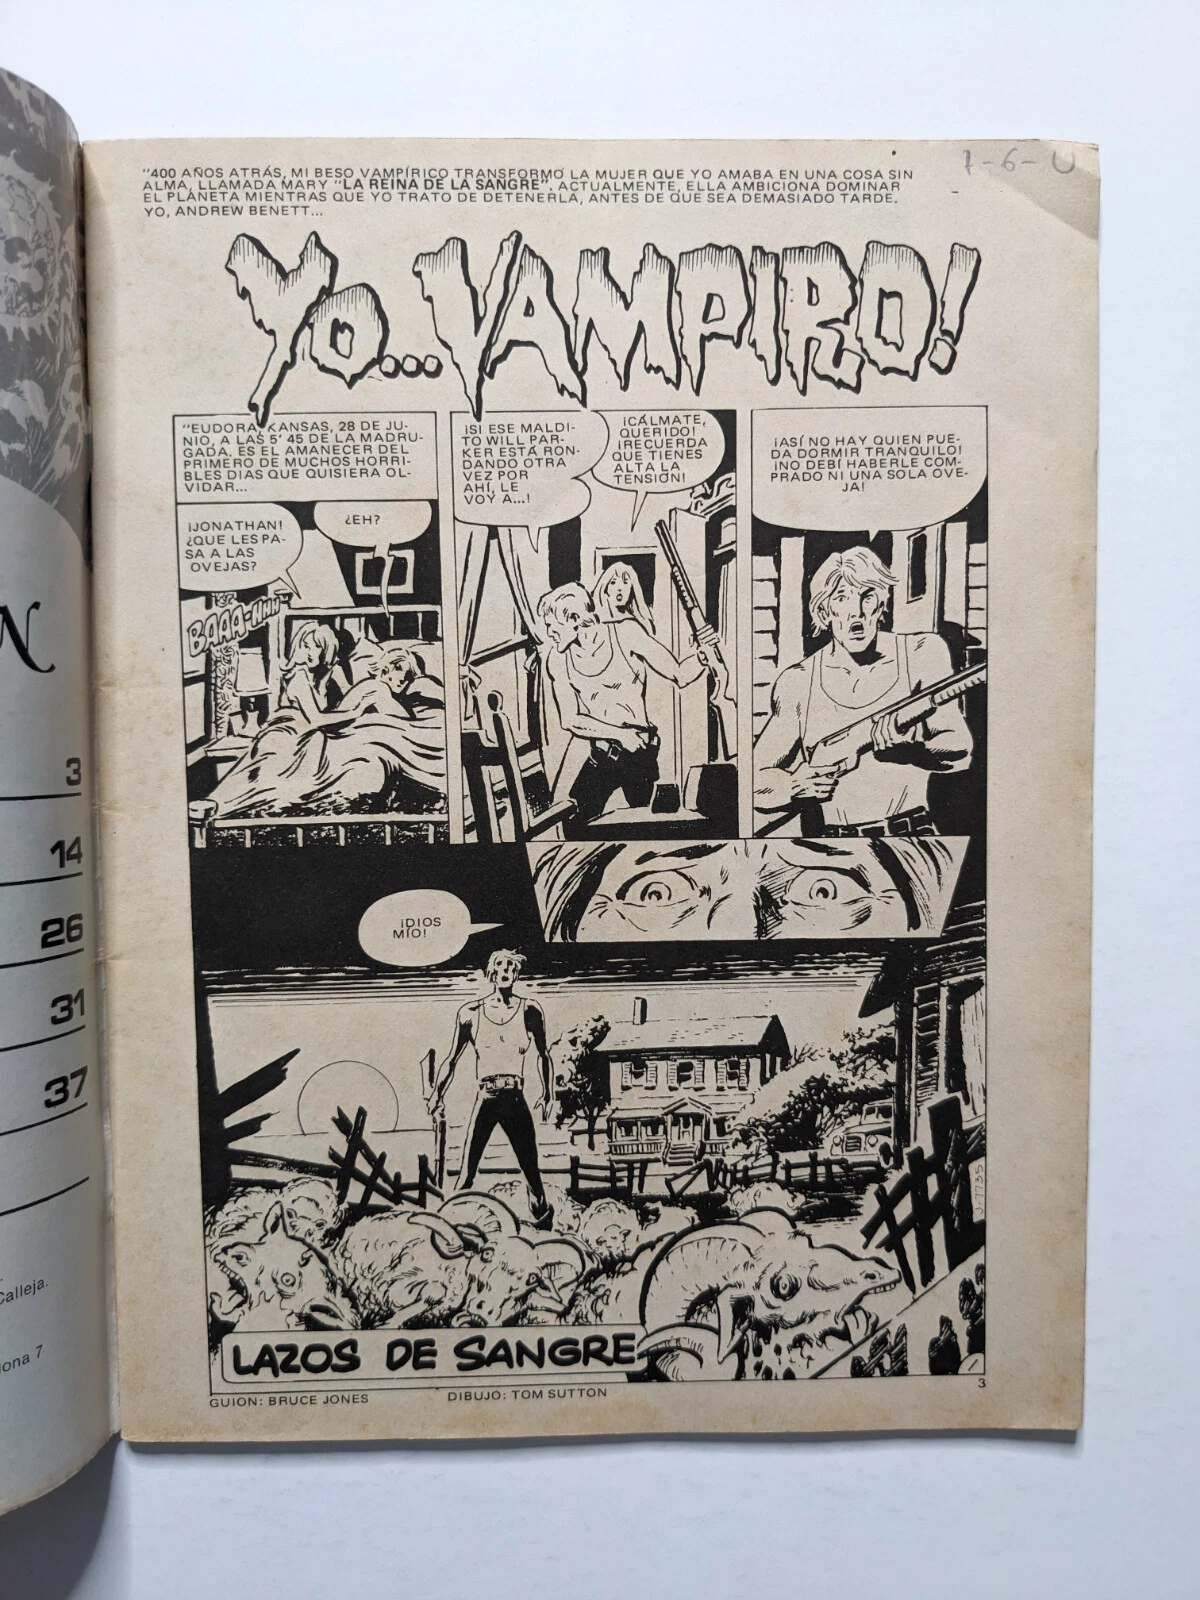 1-6-U
"400 AÑOS ATRÁS, MI BESO VAMPÍRICO TRANSFORMÓ LA MUJER QUE YO AMABA EN UNA COSA SIN
ALMA, LLAMADA MARY "LA REINA DE LA SANGRE". ACTUALMENTE, ELLA AMBICIONA DOMINAR
EL PLANETA MIENTRAS QUE YO TRATO DE DETENERLA, ANTES DE QUE SEA DEMASIADO TARDE.
YO, ANDREW BENETT...
YO... VAMPIRO!
"EUDORA, KANSAS, 28 DE JU-
NIO, A LAS 5' 45 DE LA MADRU-
GADA. ES EL AMANECER DEL
PRIMERO DE MUCHOS HORRI-
BLES DIAS QUE QUISIERA OL-
VIDAR...
¡JONATHAN!
¿QUE LES PA-
SA A LAS
OVEJAS?
¿EH?
BAAA-HHH
¡SI ESE MALDI-
TO WILL PAR-
KER ESTÁ RON-
DANDO OTRA
VEZ POR
AHÍ, LE
VOY A...!
¡CÁLMATE,
QUERIDO!
¡RECUERDA
QUE TIENES
ALTA LA
TENSIÓN!
¡ASÍ NO HAY QUIEN PUE-
DA DORMIR TRANQUILO!
¡NO DEBÍ HABERLE COM-
PRADO NI UNA SOLA OVE-
JA!
¡DIOS
MÍO!
J-7735
LAZOS DE SANGRE
1
3
GUION: BRUCE JONES
DIBUJO: TOM SUTTON
N
3
14
26
31
37
Calleja.
lona 7